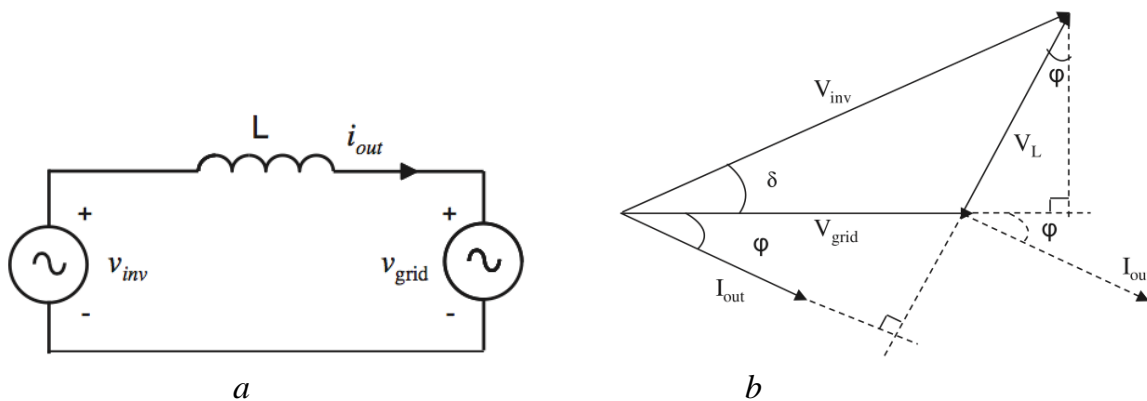 L
i_out
+
v_inv
-
+
v_grid
-
a
V_inv
δ
V_grid
φ
I_out
V_L
φ
φ
I_ou
b